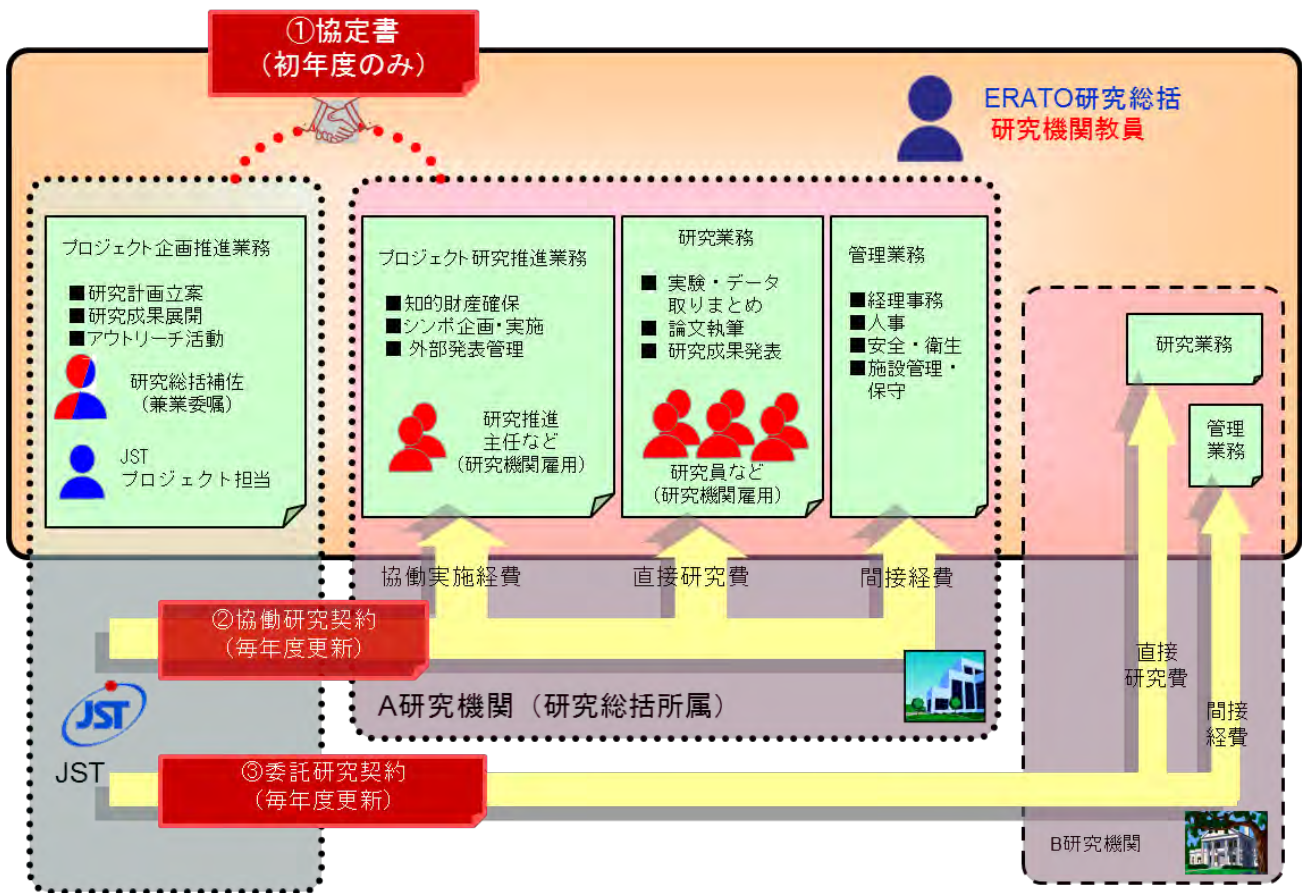 ①協定書
(初年度のみ)
ERATO研究総括
研究機関教員
プロジェクト企画推進業務
■研究計画立案
■研究成果展開
■アウトリーチ活動
研究総括補佐
(兼業委嘱)
JST
プロジェクト担当
プロジェクト研究推進業務
■知的財産確保
■シンポ企画・実施
■外部発表管理
研究推進
主任など
(研究機関雇用)
研究業務
■実験・データ
取りまとめ
■論文執筆
■研究成果発表
研究員など
(研究機関雇用)
管理業務
■経理事務
■人事
■安全・衛生
■施設管理・
保守
研究業務
管理
業務
協働実施経費
直接研究費
間接経費
②協働研究契約
(毎年度更新)
A研究機関(研究総括所属)
直接
研究費
間接
経費
JST
JST
③委託研究契約
(毎年度更新)
B研究機関